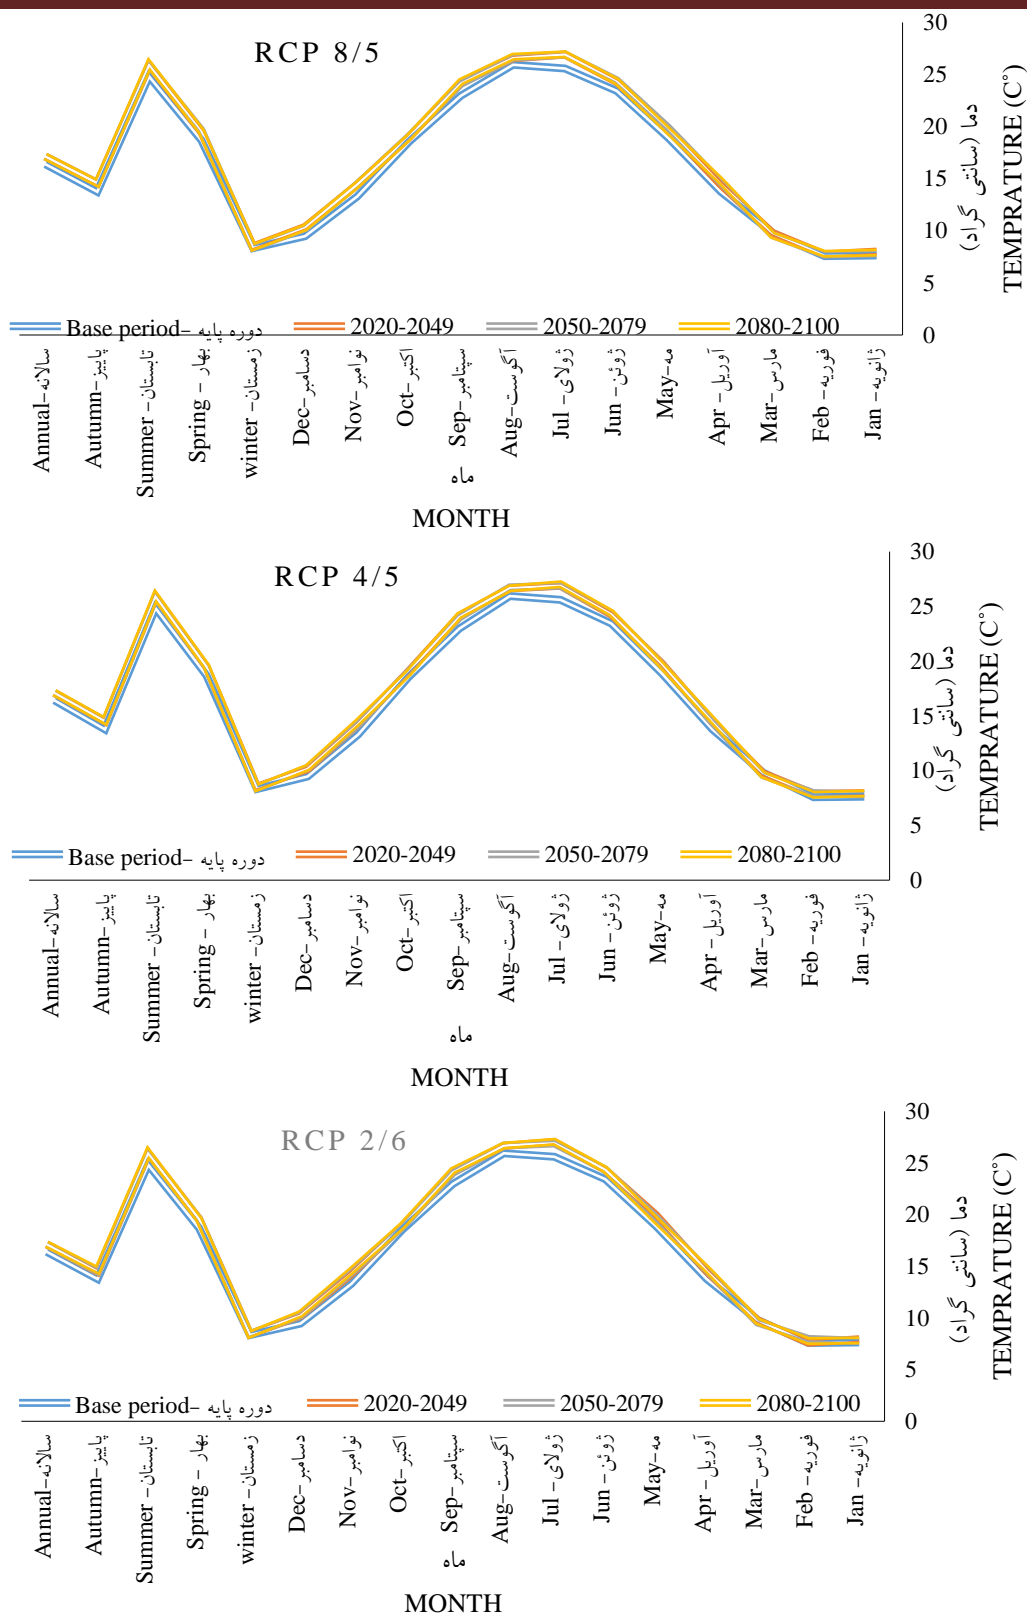 RCP 8/5
30
25
20
15
10
5
0
دما (سانتی گراد)
TEMPRATURE (C°)
Base period- دوره پایه
2020-2049
2050-2079
2080-2100
Annual-سالانه
Autumn-پاییز
Summer -تابستان
Spring - بهار
winter -زمستان
Dec-دسامبر
Nov-نوامبر
Oct-اکتبر
Sep-سپتامبر
Aug-آگوست
Jul -ژولای
Jun -ژوئن
May-مه
Apr -آوریل
Mar-مارس
Feb -فوریه
Jan -ژانویه
ماه
MONTH
RCP 4/5
30
25
20
15
10
5
0
دما (سانتی گراد)
TEMPRATURE (C°)
Base period- دوره پایه
2020-2049
2050-2079
2080-2100
Annual-سالانه
Autumn-پاییز
Summer -تابستان
Spring - بهار
winter -زمستان
Dec-دسامبر
Nov-نوامبر
Oct-اکتبر
Sep-سپتامبر
Aug-آگوست
Jul -ژولای
Jun -ژوئن
May-مه
Apr -آوریل
Mar-مارس
Feb -فوریه
Jan -ژانویه
ماه
MONTH
RCP 2/6
30
25
20
15
10
5
0
دما (سانتی گراد)
TEMPRATURE (C°)
Base period- دوره پایه
2020-2049
2050-2079
2080-2100
Annual-سالانه
Autumn-پاییز
Summer -تابستان
Spring - بهار
winter -زمستان
Dec-دسامبر
Nov-نوامبر
Oct-اکتبر
Sep-سپتامبر
Aug-آگوست
Jul -ژولای
Jun -ژوئن
May-مه
Apr -آوریل
Mar-مارس
Feb -فوریه
Jan -ژانویه
ماه
MONTH